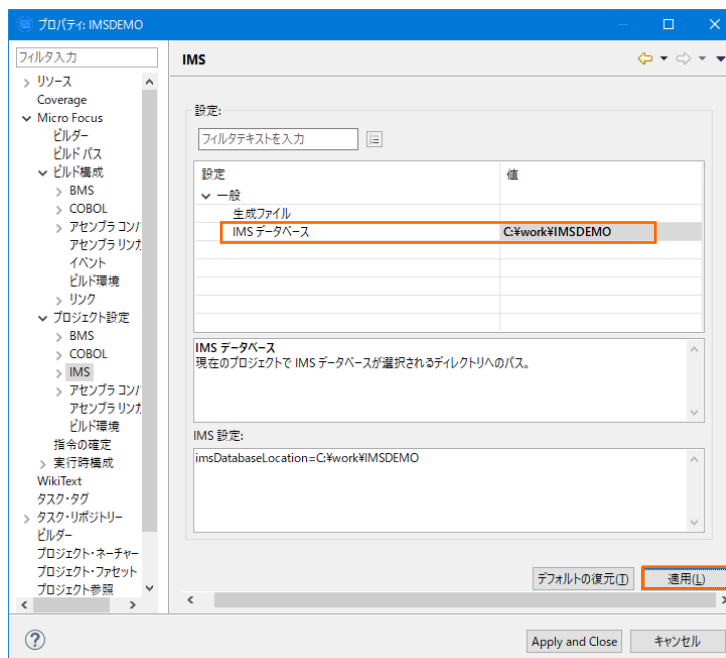 プロパティ: IMSDEMO
フィルタ入力
リソース
Coverage
Micro Focus
ビルダー
ビルド パス
ビルド構成
BMS
COBOL
アセンブラ コンパ
アセンブラ リンカ
イベント
ビルド環境
リンク
プロジェクト設定
BMS
COBOL
IMS
アセンブラ コンパ
アセンブラ リンカ
ビルド環境
指令の確定
実行時構成
WikiText
タスク・タグ
タスク・リポジトリー
ビルダー
プロジェクト・ネーチャー
プロジェクト・ファセット
プロジェクト参照
IMS
設定:
フィルタテキストを入力
設定 値
一般
生成ファイル
IMS データベース C:¥work¥IMSDEMO
IMS データベース
現在のプロジェクトで IMS データベースが選択されるディレクトリへのパス。
IMS 設定:
imsDatabaseLocation=C:¥work¥IMSDEMO
デフォルトの復元(T) 適用(L)
Apply and Close キャンセル